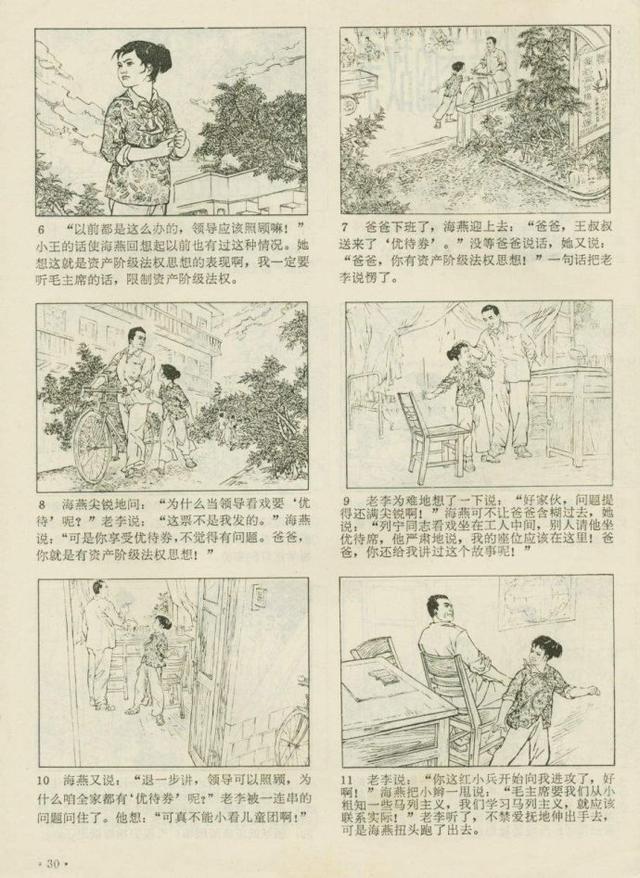 6　“以前都是这么办的，领导应该照顾嘛！”
小王的话使海燕回想起以前也有过这种情况。她
想这就是资产阶级法权思想的表现啊，我一定要
听毛主席的话，限制资产阶级法权。
7　爸爸下班了，海燕迎上去：“爸爸，王叔叔
送来了‘优待券’。”没等爸爸说话，她又说：
“爸爸，你有资产阶级法权思想！”一句话把老
李说愣了。
8　海燕尖锐地问：“为什么当领导看戏要‘优
待’呢？”老李说：“这票不是我发的。”海燕
说：“可是你享受优待券，不觉得有问题。爸爸，
你就是有资产阶级法权思想！”
9　老李为难地想了一下说：“好家伙，问题提
得还满尖锐啊！”海燕可不让爸爸含糊过去，她
说：“列宁同志看戏坐在工人中间，别人请他坐
优待席，他严肃地说，我的座位应该在这里！爸
爸，你还给我讲过这个故事呢！”
10　海燕又说：“退一步讲，领导可以照顾，为
什么咱全家都有‘优待券’呢？”老李被一连串的
问题问住了。他想：“可真不能小看儿童团啊！”
11　老李说：“你这红小兵开始向我进攻了，好
啊！”海燕把小辫一甩说：“毛主席要我们从小
粗知一些马列主义，我们学习马列主义，就应该
联系实际！”老李听了，不禁爱抚地伸出手去，
可是海燕扭头跑了出去。
·30·